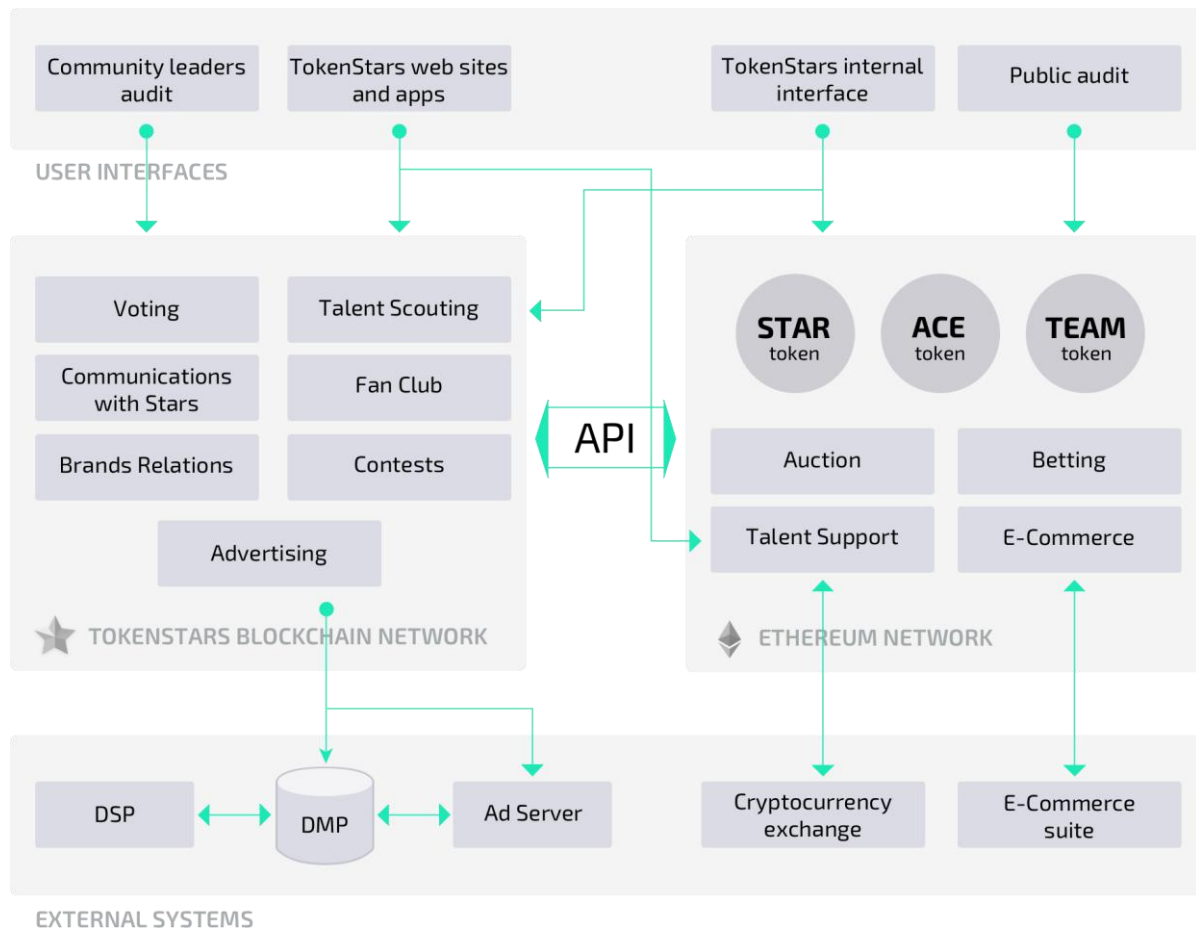 Community leaders
audit
TokenStars web sites
and apps
TokenStars internal
interface
Public audit
USER INTERFACES
Voting
Talent Scouting
Communications
with Stars
Fan Club
Brands Relations
Contests
Advertising
TOKENSTARS BLOCKCHAIN NETWORK
API
STAR
token
ACE
token
TEAM
token
Auction
Betting
Talent Support
E-Commerce
ETHEREUM NETWORK
DSP
DMP
Ad Server
Cryptocurrency
exchange
E-Commerce
suite
EXTERNAL SYSTEMS